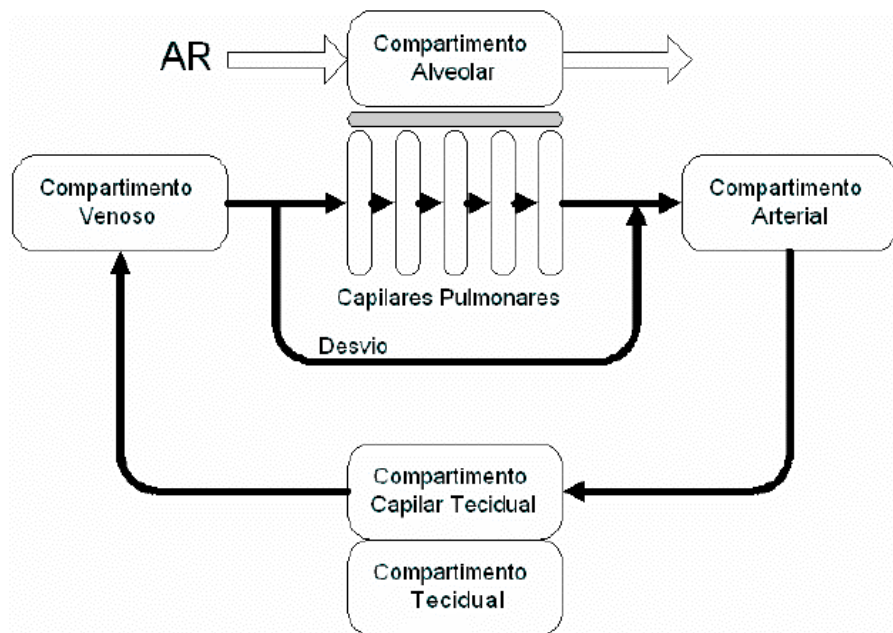 AR
Compartimento
Alveolar
Compartimento
Venoso
Compartimento
Arterial
Capilares Pulmonares
Desvio
Compartimento
Capilar Tecidual
Compartimento
Tecidual